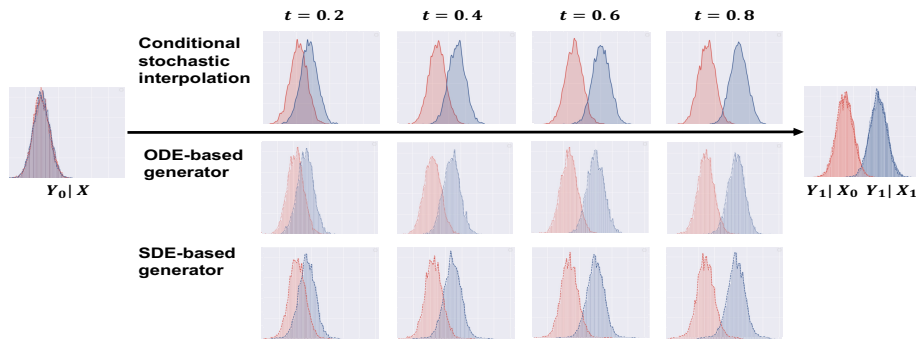 t = 0.2 t = 0.4 t = 0.6 t = 0.8
Conditional
stochastic
interpolation
Y₀| X
ODE-based
generator
Y₁| X₀ Y₁| X₁
SDE-based
generator